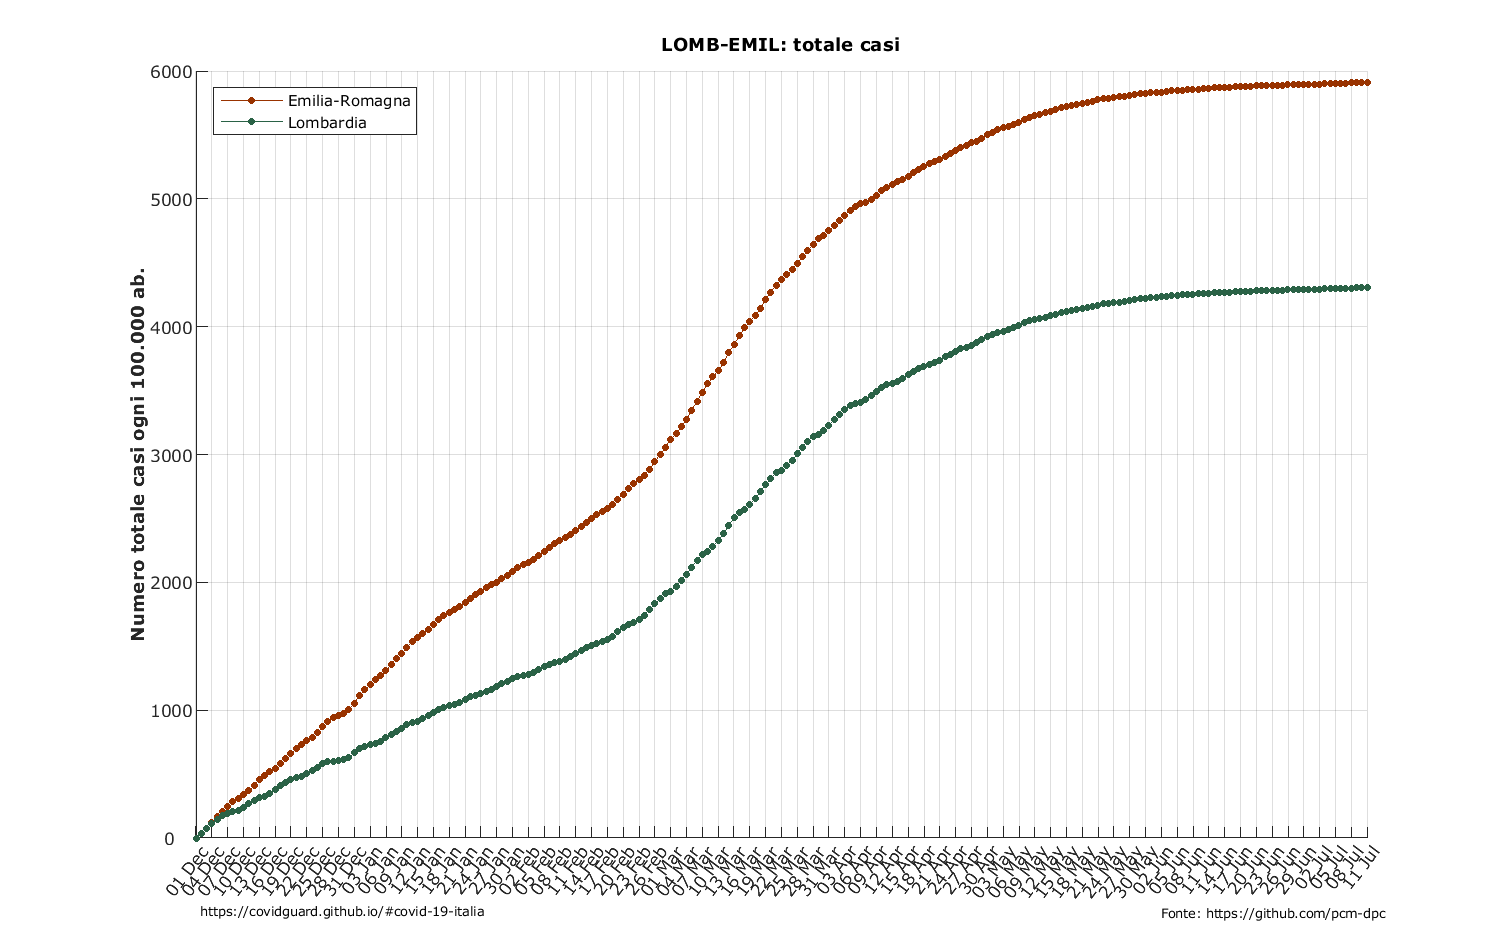 LOMB-EMIL: totale casi
Emilia-Romagna
Lombardia
Numero totale casi ogni 100.000 ab.
6000
5000
4000
3000
2000
1000
0
01 Dec
04 Dec
07 Dec
10 Dec
13 Dec
16 Dec
19 Dec
22 Dec
25 Dec
28 Dec
31 Dec
03 Jan
06 Jan
09 Jan
12 Jan
15 Jan
18 Jan
21 Jan
24 Jan
27 Jan
30 Jan
02 Feb
05 Feb
08 Feb
11 Feb
14 Feb
17 Feb
20 Feb
23 Feb
26 Feb
01 Mar
04 Mar
07 Mar
10 Mar
13 Mar
16 Mar
19 Mar
22 Mar
25 Mar
28 Mar
31 Mar
03 Apr
06 Apr
09 Apr
12 Apr
15 Apr
18 Apr
21 Apr
24 Apr
27 Apr
30 Apr
03 May
06 May
09 May
12 May
15 May
18 May
21 May
24 May
27 May
30 May
02 Jun
05 Jun
08 Jun
11 Jun
14 Jun
17 Jun
20 Jun
23 Jun
26 Jun
29 Jun
02 Jul
05 Jul
08 Jul
11 Jul
https://covidguard.github.io/#covid-19-italia
Fonte: https://github.com/pcm-dpc